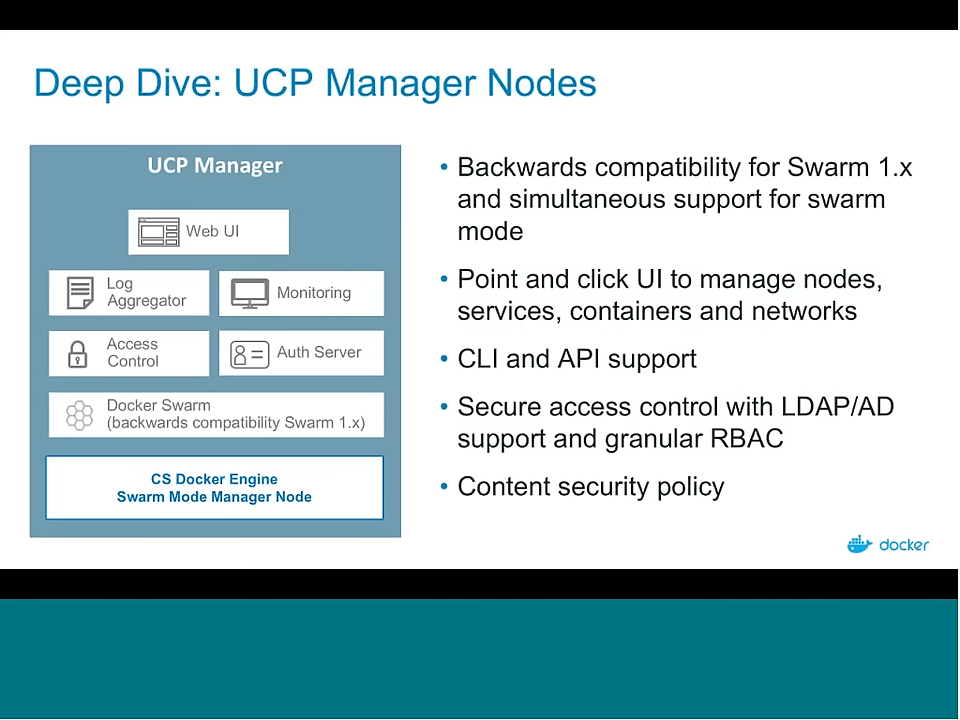 Deep Dive: UCP Manager Nodes
UCP Manager
Web UI
Log
Aggregator
Monitoring
Access
Control
Auth Server
Docker Swarm
(backwards compatibility Swarm 1.x)
CS Docker Engine
Swarm Mode Manager Node
• Backwards compatibility for Swarm 1.x
and simultaneous support for swarm
mode
• Point and click UI to manage nodes,
services, containers and networks
• CLI and API support
• Secure access control with LDAP/AD
support and granular RBAC
• Content security policy
docker